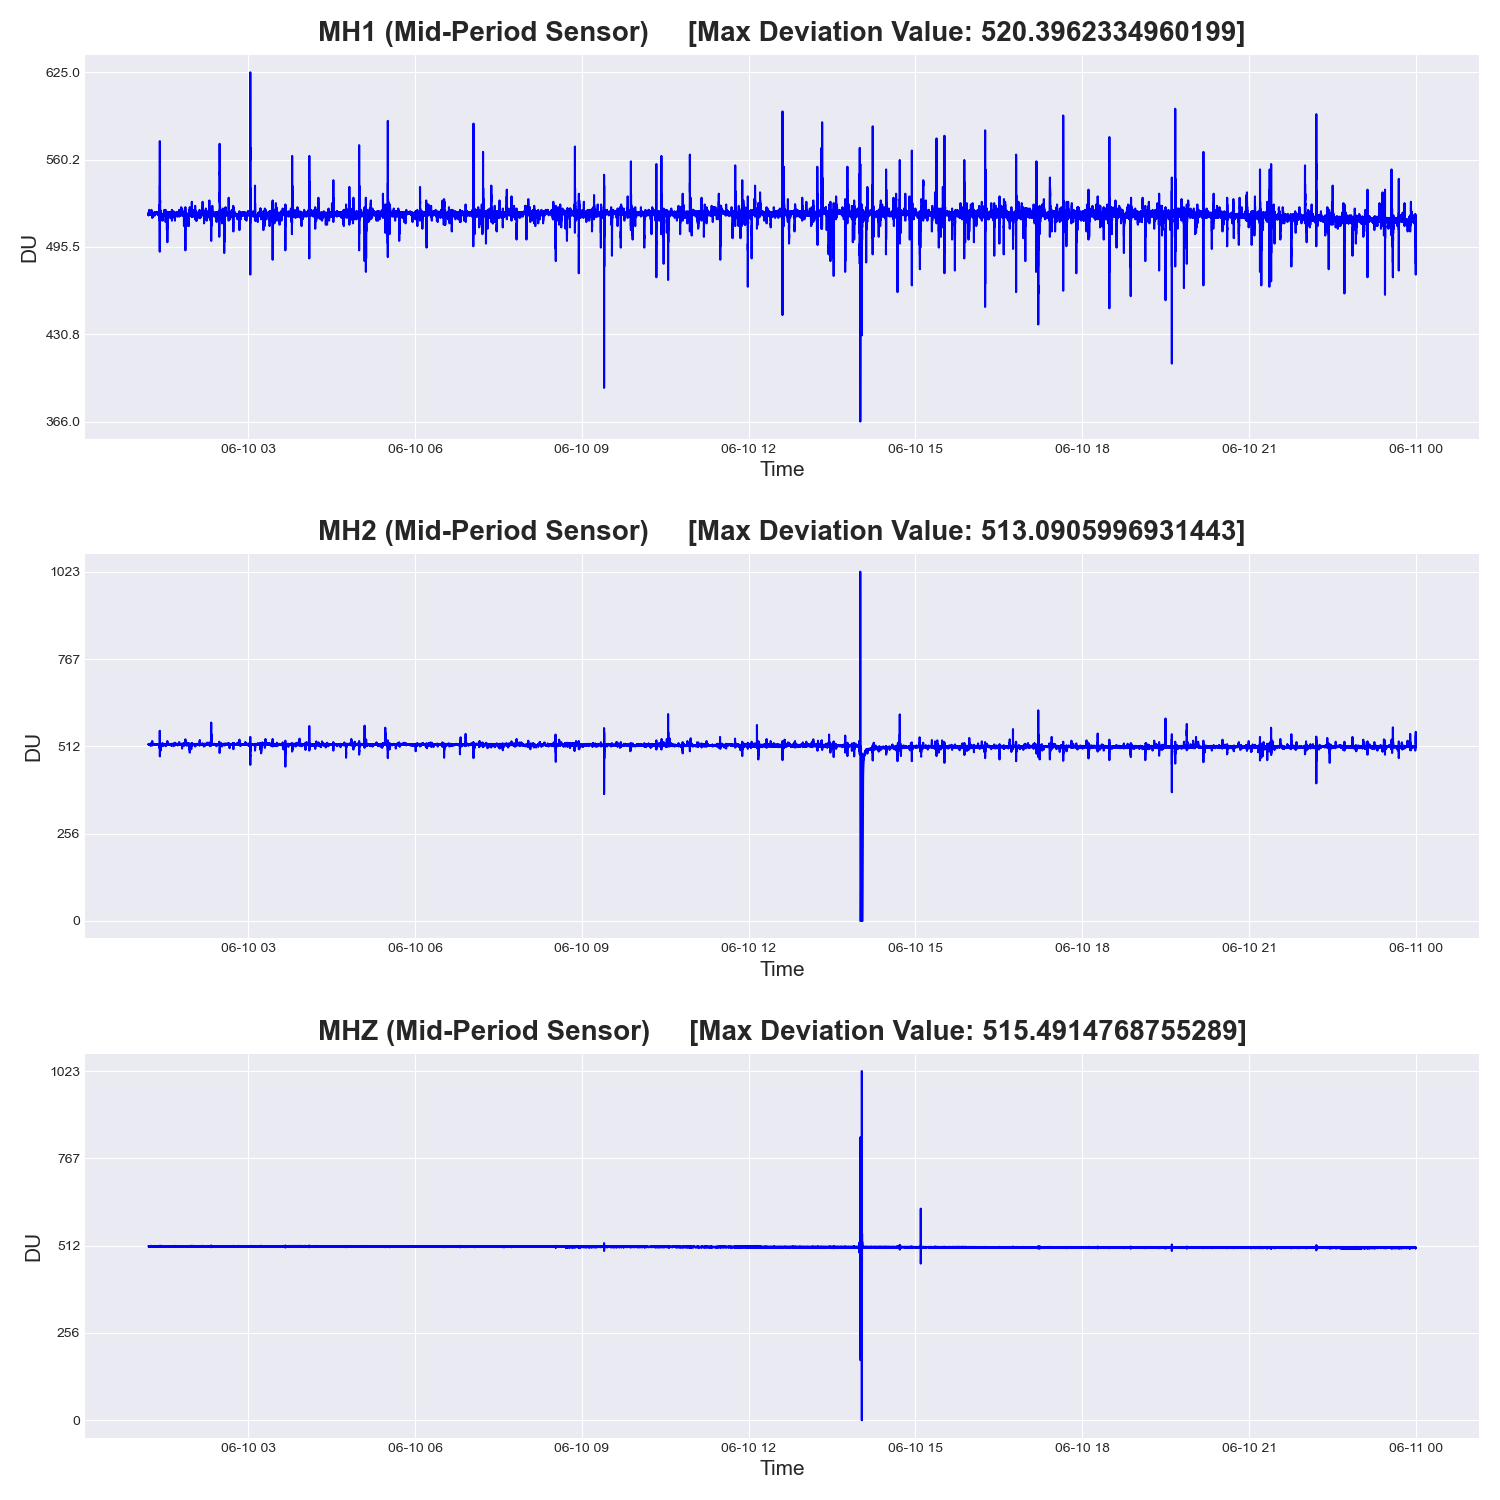 MH1 (Mid-Period Sensor) [Max Deviation Value: 520.3962334960199]
625.0
560.2
495.5
430.8
366.0
DU
06-10 03 06-10 06 06-10 09 06-10 12 06-10 15 06-10 18 06-10 21 06-11 00
Time
MH2 (Mid-Period Sensor) [Max Deviation Value: 513.0905996931443]
1023
767
512
256
0
DU
06-10 03 06-10 06 06-10 09 06-10 12 06-10 15 06-10 18 06-10 21 06-11 00
Time
MHZ (Mid-Period Sensor) [Max Deviation Value: 515.4914768755289]
1023
767
512
256
0
DU
06-10 03 06-10 06 06-10 09 06-10 12 06-10 15 06-10 18 06-10 21 06-11 00
Time